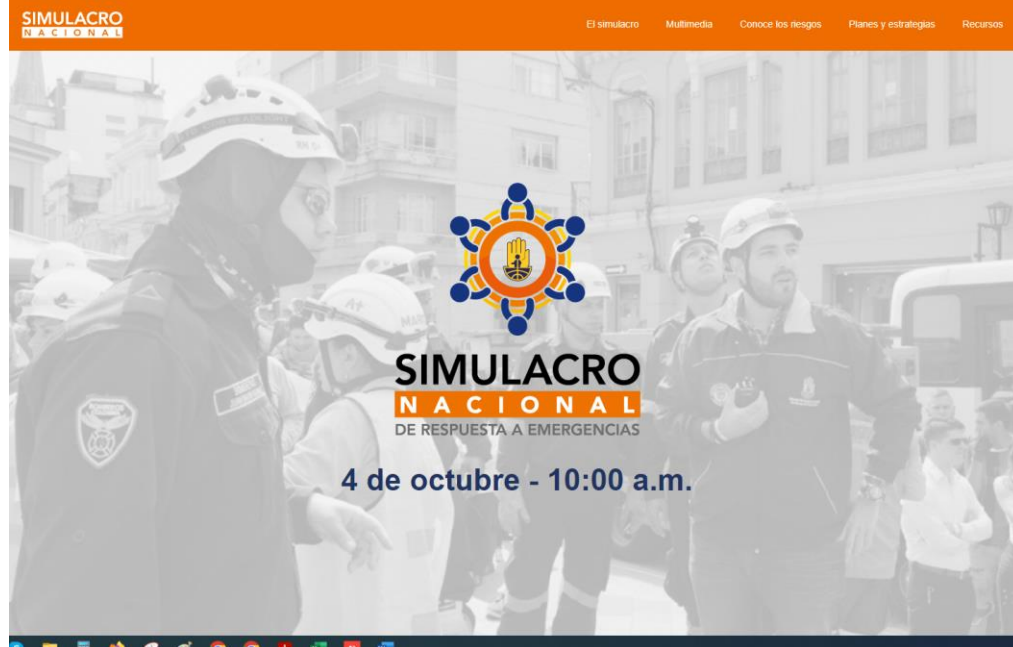 SIMULACRO
NACIONAL
El simulacro
Multimedia
Conoce los riesgos
Planes y estrategias
Recursos
A+
SIMULACRO
NACIONAL
DE RESPUESTA A EMERGENCIAS
4 de octubre - 10:00 a.m.